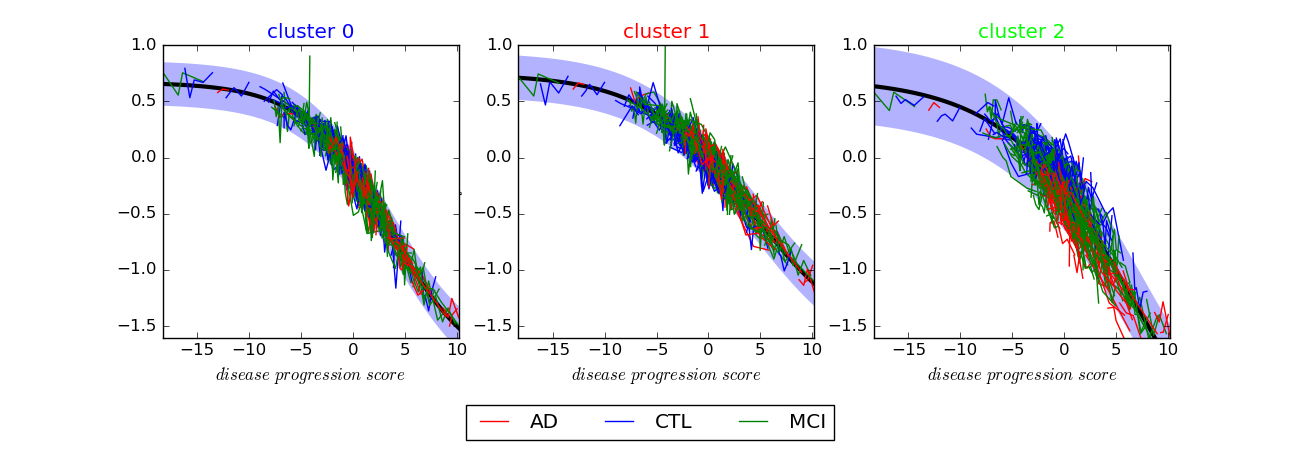 cluster 0 cluster 1 cluster 2
1.0 1.0 1.0
0.5 0.5 0.5
0.0 0.0 0.0
−0.5 −0.5 −0.5
−1.0 −1.0 −1.0
−1.5 −1.5 −1.5
−15 −10 −5 0 5 10 −15 −10 −5 0 5 10 −15 −10 −5 0 5 10
disease progression score disease progression score disease progression score
AD CTL MCI